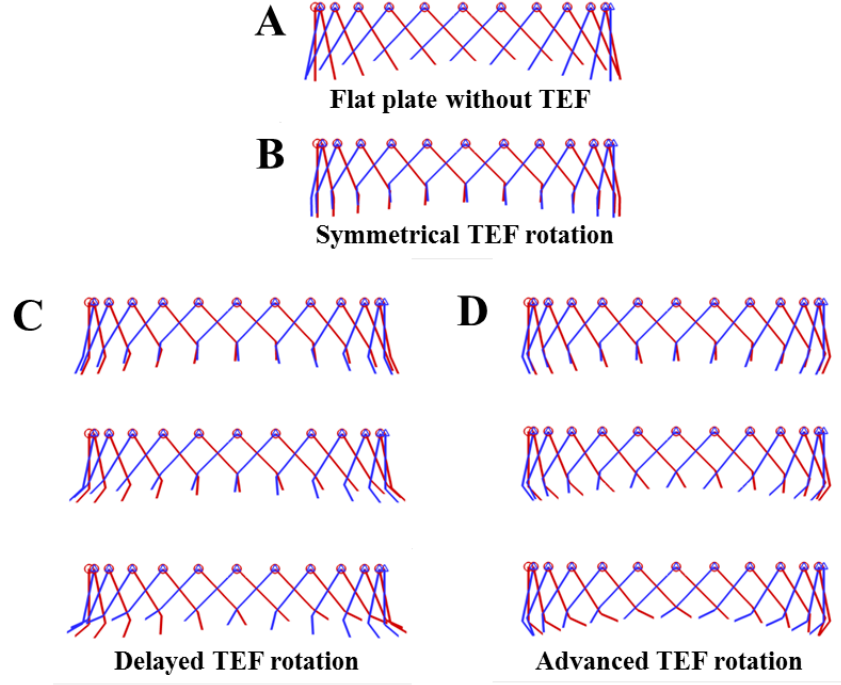 A
Flat plate without TEF
B
Symmetrical TEF rotation
C
D
Delayed TEF rotation
Advanced TEF rotation